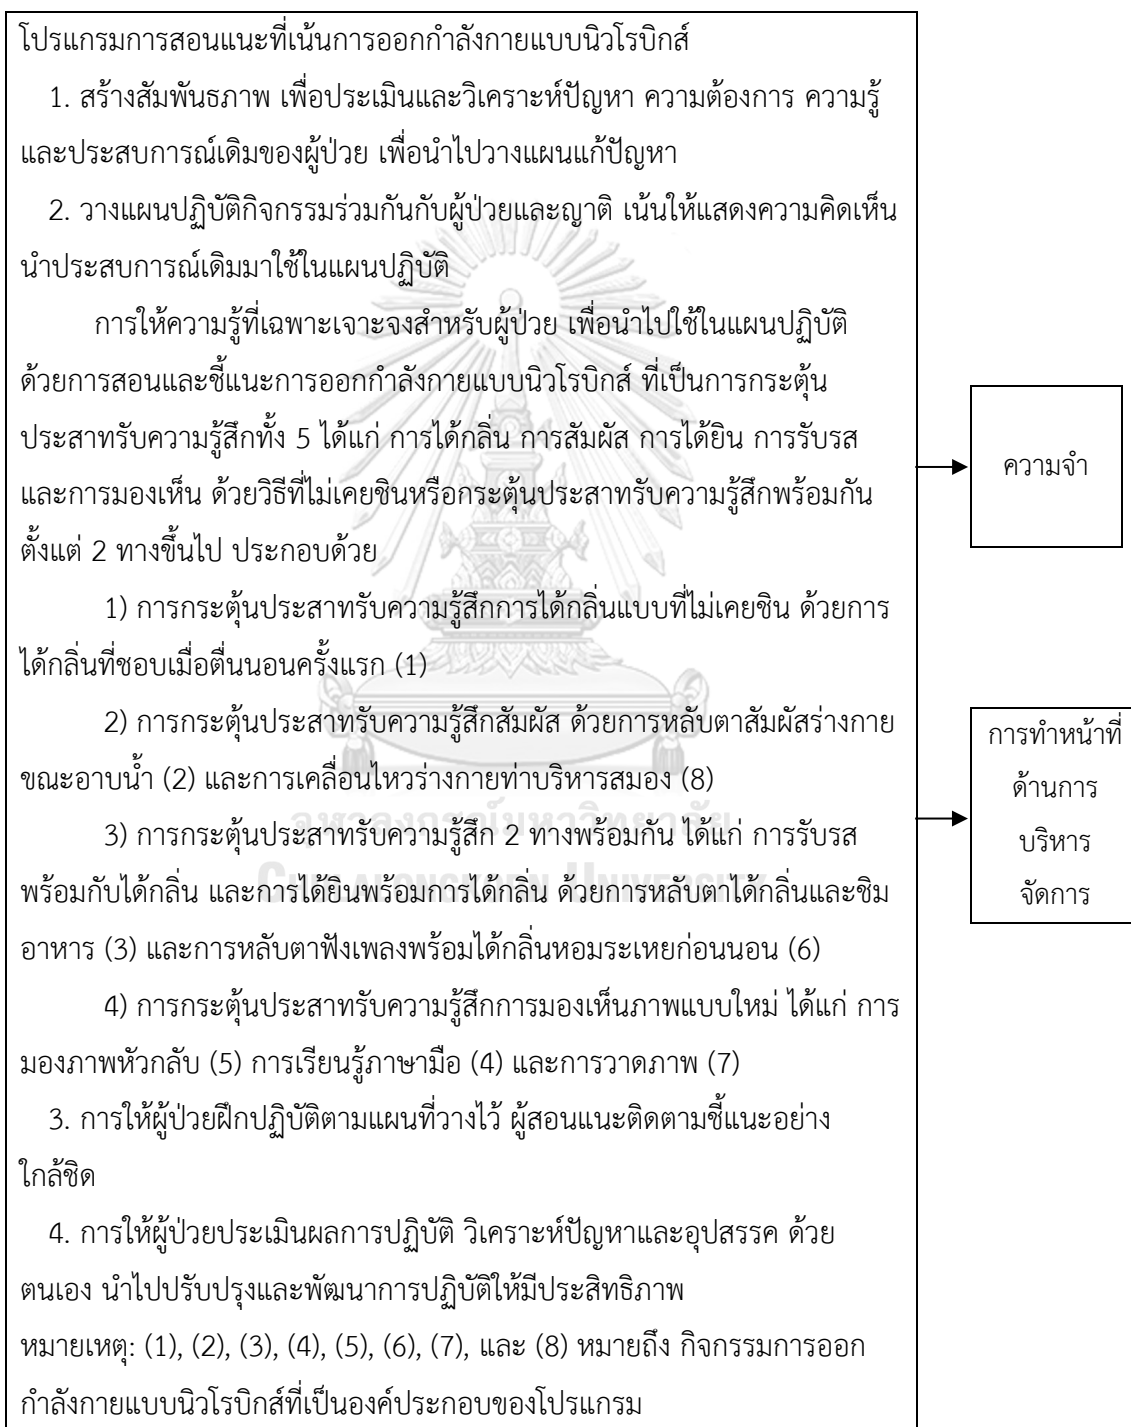 โปรแกรมการสอนแนะที่เน้นการออกกำลังกายแบบนิวโรบิกส์
1. สร้างสัมพันธภาพ เพื่อประเมินและวิเคราะห์ปัญหา ความต้องการ ความรู้
และประสบการณ์เดิมของผู้ป่วย เพื่อนำไปวางแผนแก้ปัญหา
2. วางแผนปฏิบัติกิจกรรมร่วมกันกับผู้ป่วยและญาติ เน้นให้แสดงความคิดเห็น
นำประสบการณ์เดิมมาใช้ในแผนปฏิบัติ
การให้ความรู้ที่เฉพาะเจาะจงสำหรับผู้ป่วย เพื่อนำไปใช้ในแผนปฏิบัติ
ด้วยการสอนและชี้แนะการออกกำลังกายแบบนิวโรบิกส์ ที่เป็นการกระตุ้น
ประสาทรับความรู้สึกทั้ง 5 ได้แก่ การได้กลิ่น การสัมผัส การได้ยิน การรับรส
และการมองเห็น ด้วยวิธีที่ไม่เคยชินหรือกระตุ้นประสาทรับความรู้สึกพร้อมกัน
ตั้งแต่ 2 ทางขึ้นไป ประกอบด้วย
1) การกระตุ้นประสาทรับความรู้สึกการได้กลิ่นแบบที่ไม่เคยชิน ด้วยการ
ได้กลิ่นที่ชอบเมื่อตื่นนอนครั้งแรก (1)
2) การกระตุ้นประสาทรับความรู้สึกสัมผัส ด้วยการหลับตาสัมผัสร่างกาย
ขณะอาบน้ำ (2) และการเคลื่อนไหวร่างกายท่าบริหารสมอง (8)
3) การกระตุ้นประสาทรับความรู้สึก 2 ทางพร้อมกัน ได้แก่ การรับรส
พร้อมกับได้กลิ่น และการได้ยินพร้อมการได้กลิ่น ด้วยการหลับตาได้กลิ่นและชิม
อาหาร (3) และการหลับตาฟังเพลงพร้อมได้กลิ่นหอมระเหยก่อนนอน (6)
4) การกระตุ้นประสาทรับความรู้สึกการมองเห็นภาพแบบใหม่ ได้แก่ การ
มองภาพหัวกลับ (5) การเรียนรู้ภาษามือ (4) และการวาดภาพ (7)
3. การให้ผู้ป่วยฝึกปฏิบัติตามแผนที่วางไว้ ผู้สอนแนะติดตามชี้แนะอย่าง
ใกล้ชิด
4. การให้ผู้ป่วยประเมินผลการปฏิบัติ วิเคราะห์ปัญหาและอุปสรรค ด้วย
ตนเอง นำไปปรับปรุงและพัฒนาการปฏิบัติให้มีประสิทธิภาพ
หมายเหตุ: (1), (2), (3), (4), (5), (6), (7), และ (8) หมายถึง กิจกรรมการออก
กำลังกายแบบนิวโรบิกส์ที่เป็นองค์ประกอบของโปรแกรม
ความจำ
การทำหน้าที่
ด้านการ
บริหาร
จัดการ
จุฬาลงกรณ์มหาวิทยาลัย
CHULALONGKORN UNIVERSITY